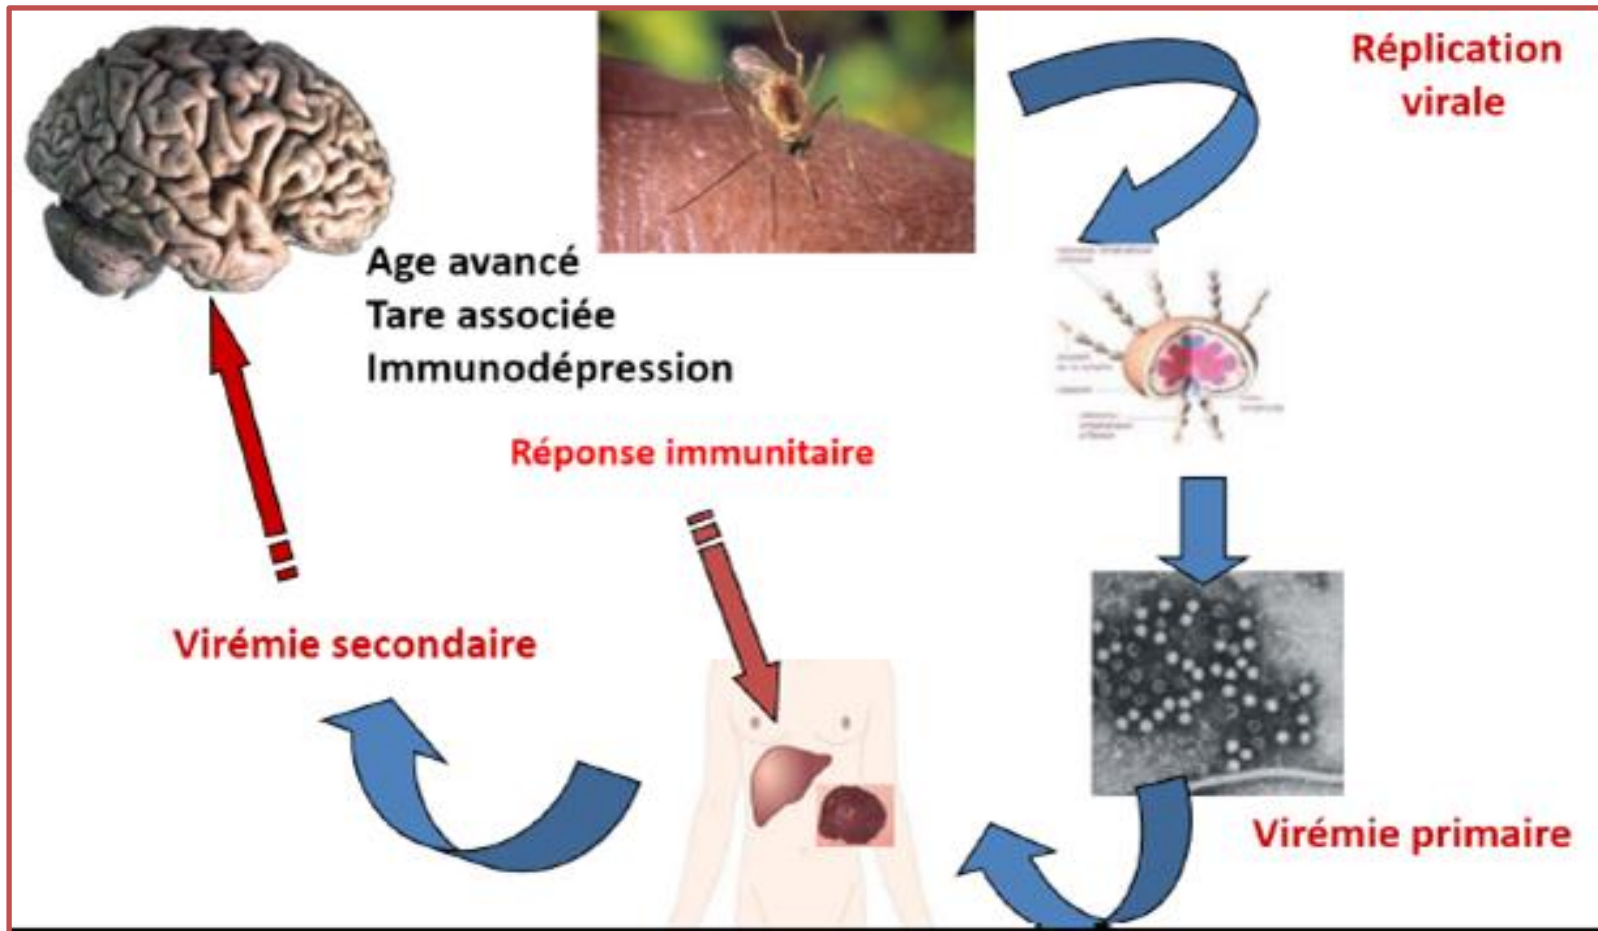 Réplication
virale
Age avancé
Tare associée
Immunodépression
Réponse immunitaire
Virémie secondaire
Virémie primaire